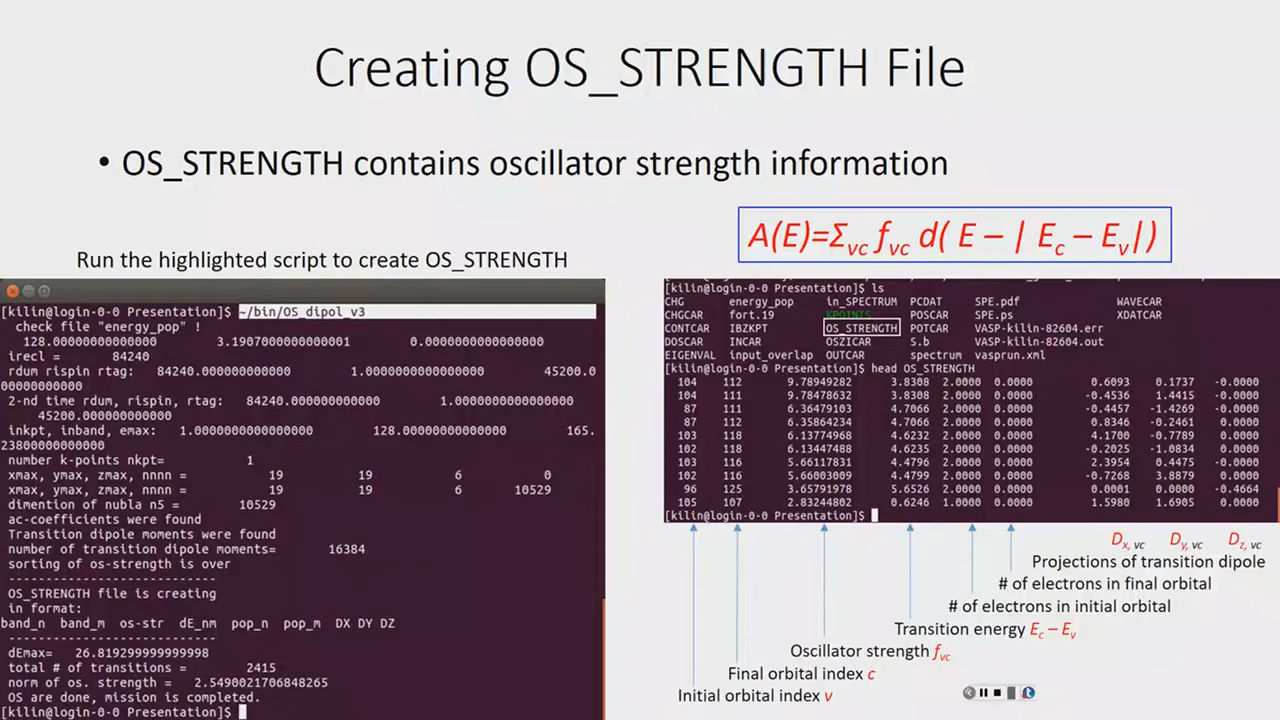 Creating OS_STRENGTH File
• OS_STRENGTH contains oscillator strength information
A(E)=Σvc fvc d( E – | Ec – Ev|)
Run the highlighted script to create OS_STRENGTH
[kilin@login-0-0 Presentation]$ ~/bin/OS_dipol_v3
check file "energy_pop" !
128.00000000000000 3.1907000000000001 0.0000000000000000
irecl = 84240
rdum rispin rtag: 84240.000000000000 1.0000000000000000 45200.0
00000000000
2-nd time rdum, rispin, rtag: 84240.000000000000 1.0000000000000000
45200.000000000000
inkpt, inband, emax: 1.0000000000000000 128.00000000000000 165.
23800000000000
number k-points nkpt= 1
xmax, ymax, zmax, nnnn = 19 19 6 0
xmax, ymax, zmax, nnnn = 19 19 6 10529
dimention of nubla n5 = 10529
ac-coefficients were found
Transition dipole moments were found
number of transition dipole moments= 16384
sorting of os-strength is over
----------------------------
OS_STRENGTH file is creating
in format:
band_n band_m os-str dE_nm pop_n pop_m DX DY DZ
----------------------------
dEmax= 26.819299999999998
total # of transitions = 2415
norm of os. strength = 2.5490021706848265
OS are done, mission is completed.
[kilin@login-0-0 Presentation]$
[kilin@login-0-0 Presentation]$ ls
CHG energy_pop in_SPECTRUM PCDAT SPE.pdf WAVECAR
CHGCAR fort.19 KPOINTS POSCAR SPE.ps XDATCAR
CONTCAR IBZKPT OS_STRENGTH POTCAR VASP-kilin-82604.err
DOSCAR INCAR OSZICAR S.b VASP-kilin-82604.out
EIGENVAL input_overlap OUTCAR spectrum vasprun.xml
[kilin@login-0-0 Presentation]$ head OS_STRENGTH
104 112 9.78949282 3.8308 2.0000 0.0000 0.6093 0.1737 -0.0000
104 111 9.78478632 3.8904 2.0000 0.0000 -0.4536 1.4415 -0.0000
87 111 6.36479103 4.7066 2.0000 0.0000 -0.4457 -1.4269 -0.0000
87 112 6.35864234 4.7066 2.0000 0.0000 0.8346 -0.2461 -0.0000
103 118 6.13774968 4.6232 2.0000 0.0000 4.1700 -0.7789 -0.0000
102 118 6.13447488 4.6235 2.0000 0.0000 -0.2025 -1.0834 -0.0000
103 116 5.66117831 4.4796 2.0000 0.0000 2.3954 0.4475 -0.0000
102 116 5.66003009 4.4799 2.0000 0.0000 -0.7268 3.8879 -0.0000
96 125 3.65791978 5.6526 2.0000 0.0000 0.0001 0.0000 -0.4664
105 107 2.83244602 0.6246 1.0000 1.0000 1.5980 1.6905 0.0000
[kilin@login-0-0 Presentation]$
Dx, vc Dy, vc Dz, vc
Projections of transition dipole
# of electrons in final orbital
# of electrons in initial orbital
Transition energy Ec – Ev
Oscillator strength fvc
Final orbital index c
Initial orbital index v